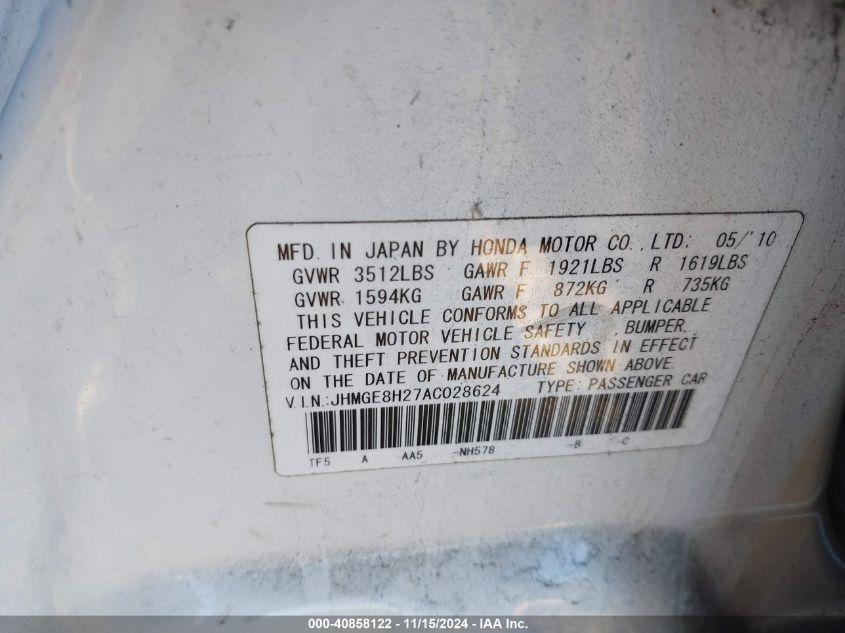 MFD. IN JAPAN BY HONDA MOTOR CO., LTD. 05/'10
GVWR 3512LBS GAWR F 1921LBS R 1619LBS
GVWR 1594KG GAWR F 872KG R 735KG
THIS VEHICLE CONFORMS TO ALL APPLICABLE
FEDERAL MOTOR VEHICLE SAFETY , BUMPER,
AND THEFT PREVENTION STANDARDS IN EFFECT
ON THE DATE OF MANUFACTURE SHOWN ABOVE
V.I.N.:JHMGE8H27AC028624 TYPE: PASSENGER CAR
TF5 A AA5 -NH578 -B -C
000-40858122 - 11/15/2024 - IAA Inc.